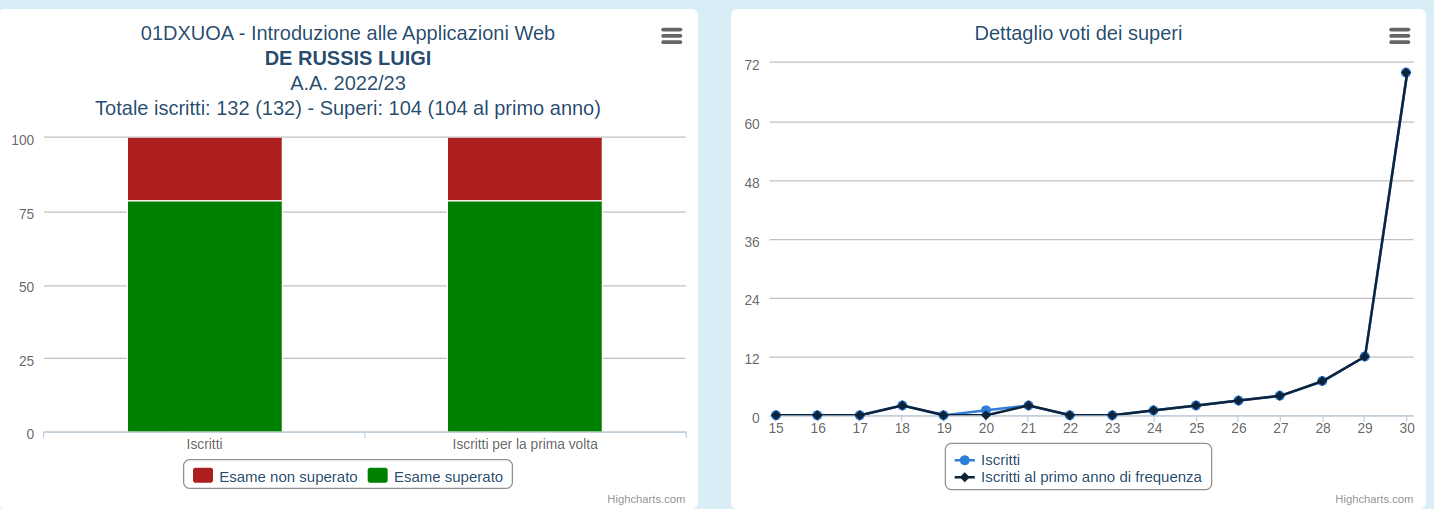 01DXUOA - Introduzione alle Applicazioni Web
DE RUSSIS LUIGI
A.A. 2022/23
Totale iscritti: 132 (132) - Superi: 104 (104 al primo anno)
100
75
50
25
0
Iscritti
Iscritti per la prima volta
Esame non superato
Esame superato
Highcharts.com
Dettaglio voti dei superi
72
60
48
36
24
12
0
15 16 17 18 19 20 21 22 23 24 25 26 27 28 29 30
Iscritti
Iscritti al primo anno di frequenza
Highcharts.com